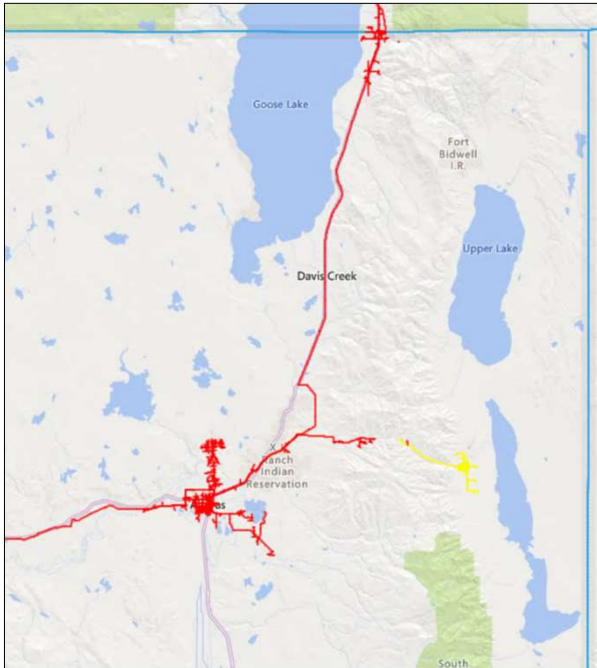 Goose Lake
Fort
Bidwell
I.R.
Upper Lake
Davis Creek
Ranch
Indian
Reservation
South